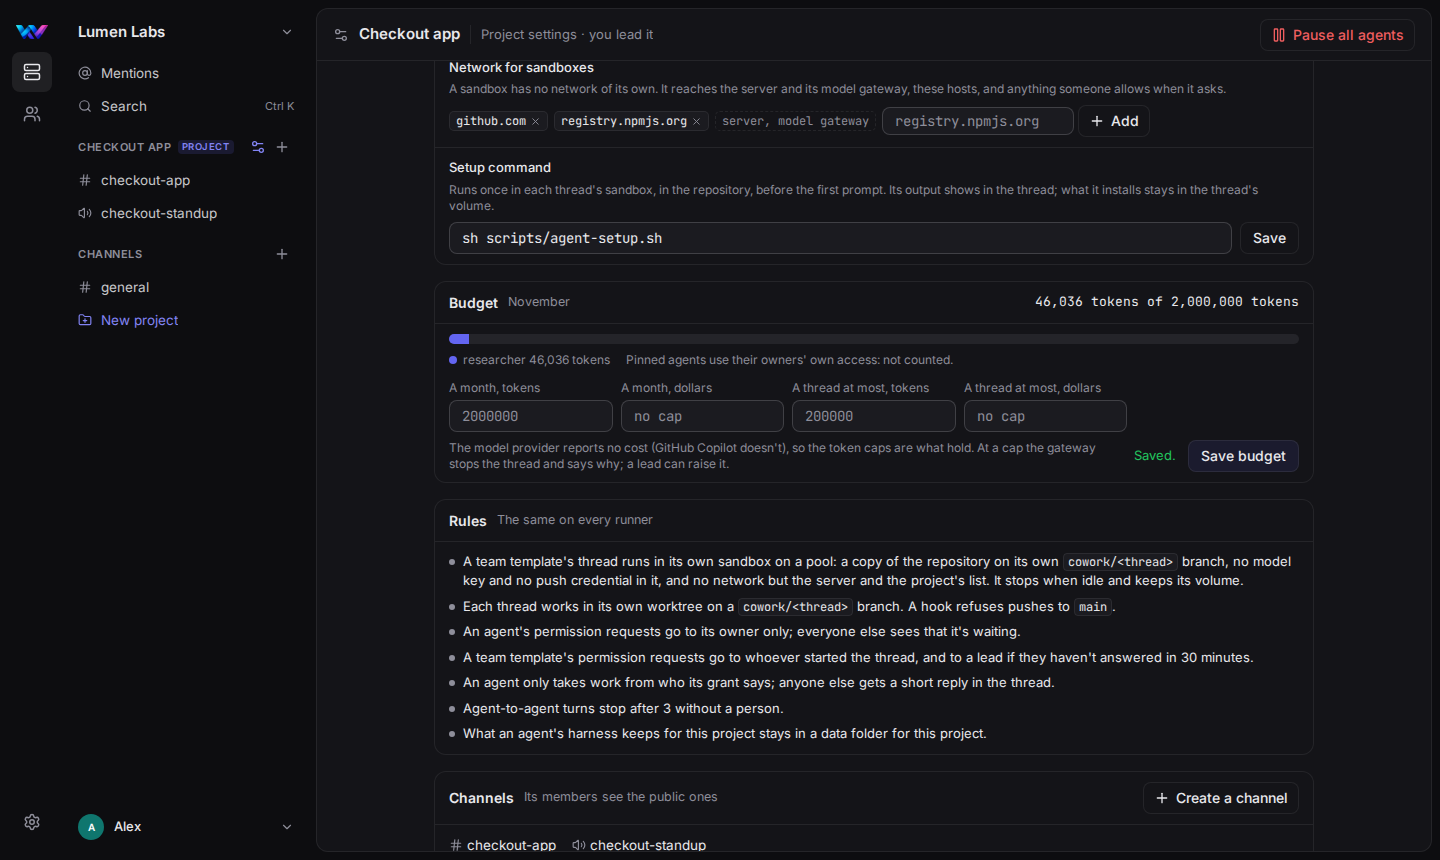 Lumen Labs
Mentions
Search
Ctrl K
CHECKOUT APP
PROJECT
checkout-app
checkout-standup
CHANNELS
general
New project
A
Alex
Checkout app
Project settings · you lead it
Pause all agents
Network for sandboxes
A sandbox has no network of its own. It reaches the server and its model gateway, these hosts, and anything someone allows when it asks.
github.com
registry.npmjs.org
server, model gateway
registry.npmjs.org
Add
Setup command
Runs once in each thread's sandbox, in the repository, before the first prompt. Its output shows in the thread; what it installs stays in the thread's
volume.
sh scripts/agent-setup.sh
Save
Budget
November
46,036 tokens of 2,000,000 tokens
researcher 46,036 tokens
Pinned agents use their owners' own access: not counted.
A month, tokens
A month, dollars
A thread at most, tokens
A thread at most, dollars
2000000
no cap
200000
no cap
The model provider reports no cost (GitHub Copilot doesn't), so the token caps are what hold. At a cap the gateway
stops the thread and says why; a lead can raise it.
Saved.
Save budget
Rules
The same on every runner
A team template's thread runs in its own sandbox on a pool: a copy of the repository on its own cowork/<thread> branch, no model
key and no push credential in it, and no network but the server and the project's list. It stops when idle and keeps its volume.
Each thread works in its own worktree on a cowork/<thread> branch. A hook refuses pushes to main.
An agent's permission requests go to its owner only; everyone else sees that it's waiting.
A team template's permission requests go to whoever started the thread, and to a lead if they haven't answered in 30 minutes.
An agent only takes work from who its grant says; anyone else gets a short reply in the thread.
Agent-to-agent turns stop after 3 without a person.
What an agent's harness keeps for this project stays in a data folder for this project.
Channels
Its members see the public ones
Create a channel
checkout-app
checkout-standup